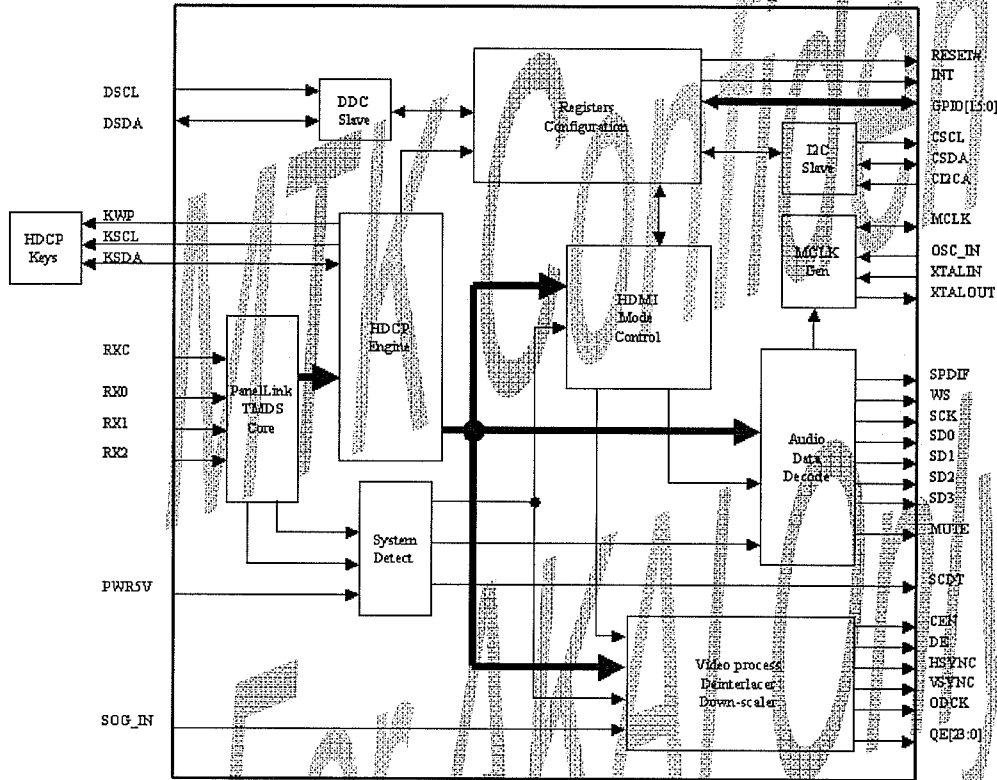 RESET#
INT
GPIO[15:0]
DSCL
DDC
Slave
DSDA
Registers
Configuration
I2C
Slave
CSCL
CSDA
CI2CA
HDCP
Keys
KWP
KSCL
KSDA
MCLK
Gen
MCLK
OSC_IN
XTALIN
XTALOUT
HDCP
Engine
HDMI
Mode
Control
RXC
RX0
RX1
RX2
PanelLink
TMDS
Core
Audio
Data
Decode
SPDIF
WS
SCK
SD0
SD1
SD2
SD3
MUTE
System
Detect
PWR5V
SCDT
Video process
Deinterlacer
Down-scaler
CEN
DE
HSYNC
VSYNC
ODCK
QE[23:0]
SOG_IN